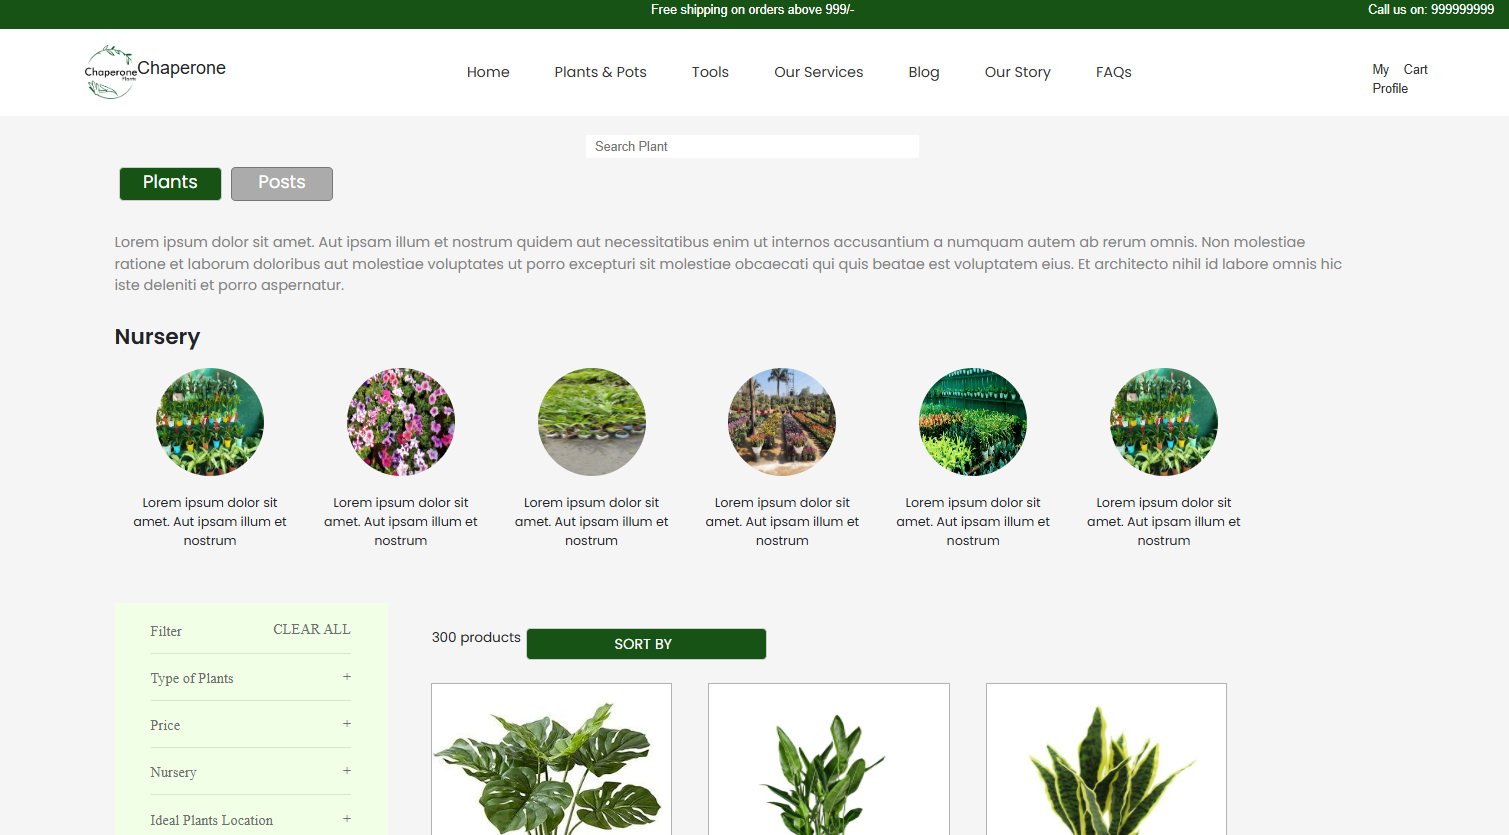 Free shipping on orders above 999/-
Call us on: 999999999
Chaperone
Plants
Chaperone
Home
Plants & Pots
Tools
Our Services
Blog
Our Story
FAQs
My
Profile
Cart
Search Plant
Plants
Posts
Lorem ipsum dolor sit amet. Aut ipsam illum et nostrum quidem aut necessitatibus enim ut internos accusantium a numquam autem ab rerum omnis. Non molestiae
ratione et laborum doloribus aut molestiae voluptates ut porro excepturi sit molestiae obcaecati qui quis beatae est voluptatem eius. Et architecto nihil id labore omnis hic
iste deleniti et porro aspernatur.
Nursery
Lorem ipsum dolor sit
amet. Aut ipsam illum et
nostrum
Lorem ipsum dolor sit
amet. Aut ipsam illum et
nostrum
Lorem ipsum dolor sit
amet. Aut ipsam illum et
nostrum
Lorem ipsum dolor sit
amet. Aut ipsam illum et
nostrum
Lorem ipsum dolor sit
amet. Aut ipsam illum et
nostrum
Lorem ipsum dolor sit
amet. Aut ipsam illum et
nostrum
Filter
CLEAR ALL
Type of Plants +
Price +
Nursery +
Ideal Plants Location +
300 products
SORT BY